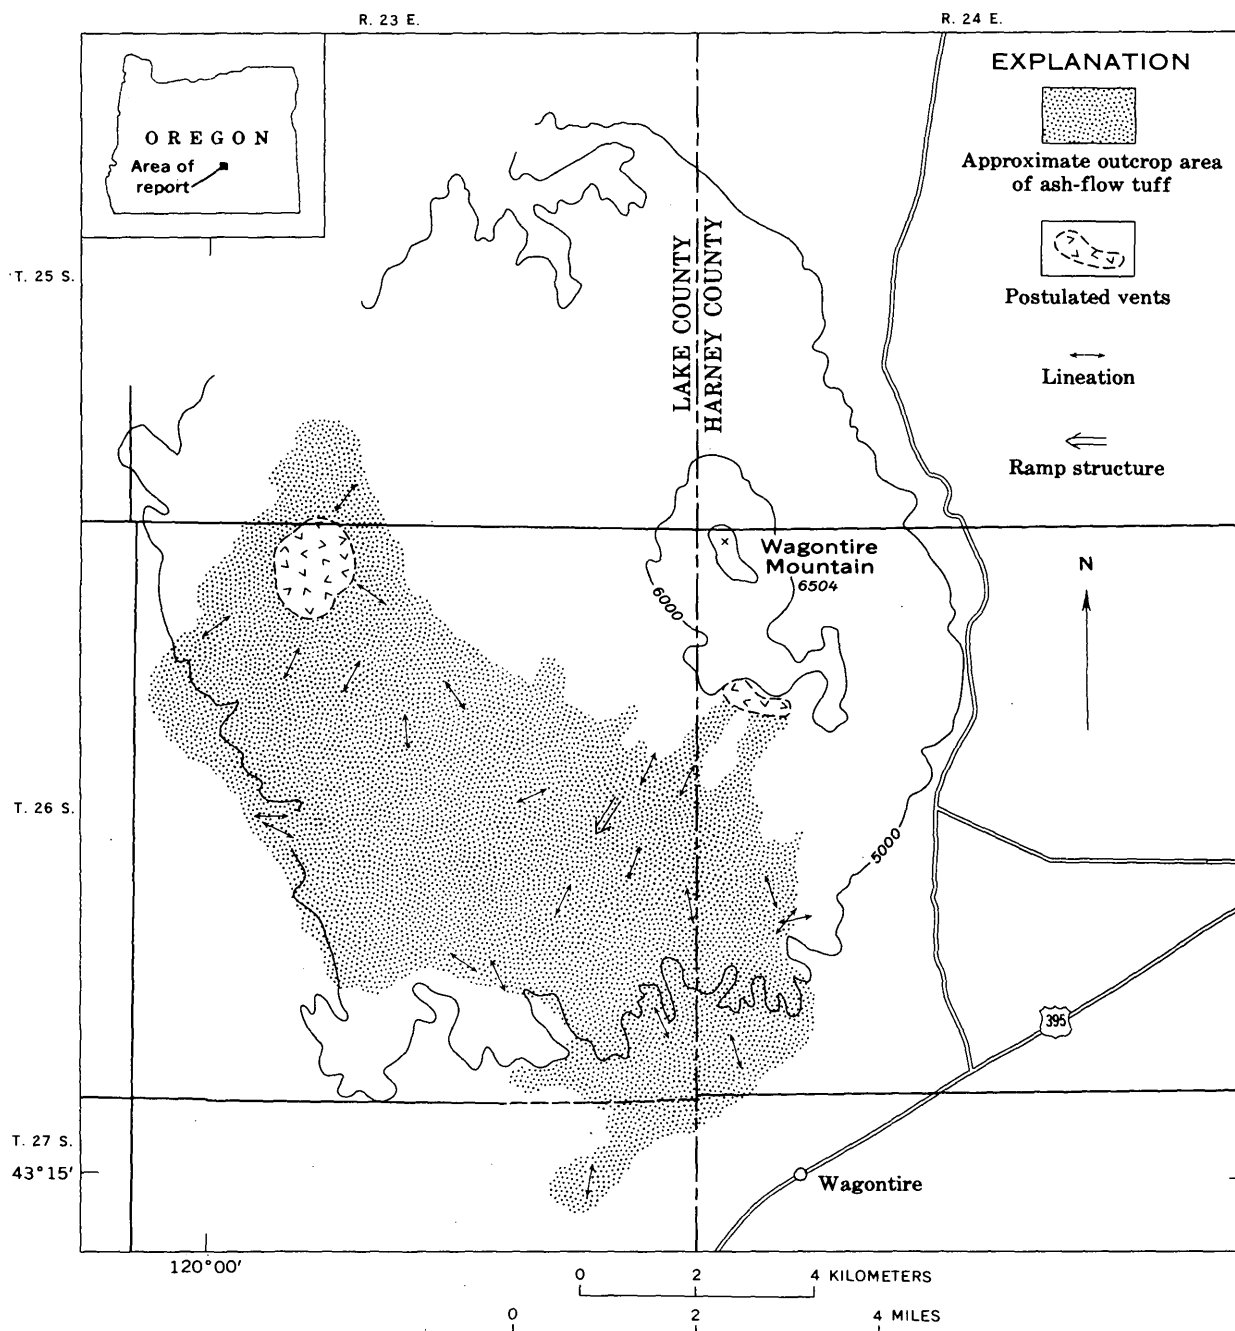 R. 23 E.
R. 24 E.
OREGON
Area of
report
EXPLANATION
Approximate outcrop area
of ash-flow tuff
Postulated vents
Lineation
Ramp structure
T. 25 S.
LAKE COUNTY
HARNEY COUNTY
Wagontire
Mountain
6504
6000
N
T. 26 S.
5000
395
T. 27 S.
43°15'
Wagontire
120°00'
0 2 4 KILOMETERS
0 2 4 MILES